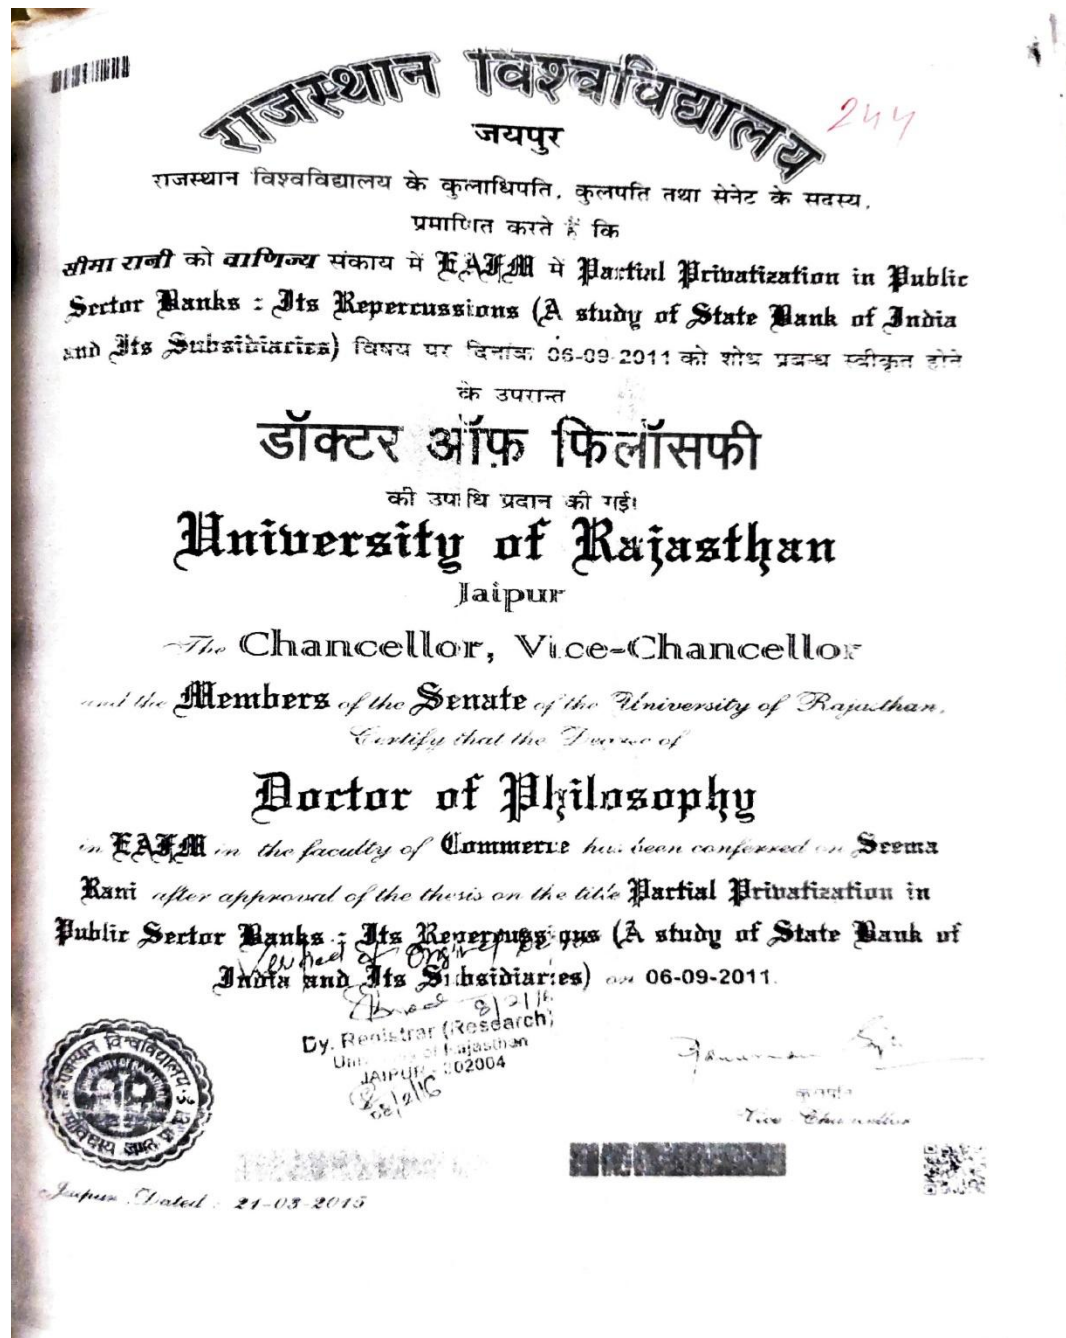 राजस्थान विश्वविद्यालय
244
जयपुर
राजस्थान विश्वविद्यालय के कुलाधिपति, कुलपति तथा सेनेट के सदस्य,
प्रमाणित करते हैं कि
सीमा रानी को वाणिज्य संकाय में EAFM में Partial Privatization in Public
Sector Banks : Its Repercussions (A study of State Bank of India
and Its Subsidiaries) विषय पर दिनांक 06-09-2011 को शोध प्रबन्ध स्वीकृत होने
के उपरान्त
डॉक्टर ऑफ़ फिलॉसफी
की उपाधि प्रदान की गई।
University of Rajasthan
Jaipur
The Chancellor, Vice-Chancellor
and the Members of the Senate of the University of Rajasthan,
Certify that the Degree of
Doctor of Philosophy
in EAFM in the faculty of Commerce has been conferred on Seema
Rani after approval of the thesis on the title Partial Privatization in
Public Sector Banks : Its Repercussions (A study of State Bank of
India and Its Subsidiaries) on 06-09-2011.
8/2/16
Dy. Registrar (Research)
University of Rajasthan
JAIPUR - 302004
कुलपति
Vice Chancellor
Jaipur, Dated : 21-03-2015